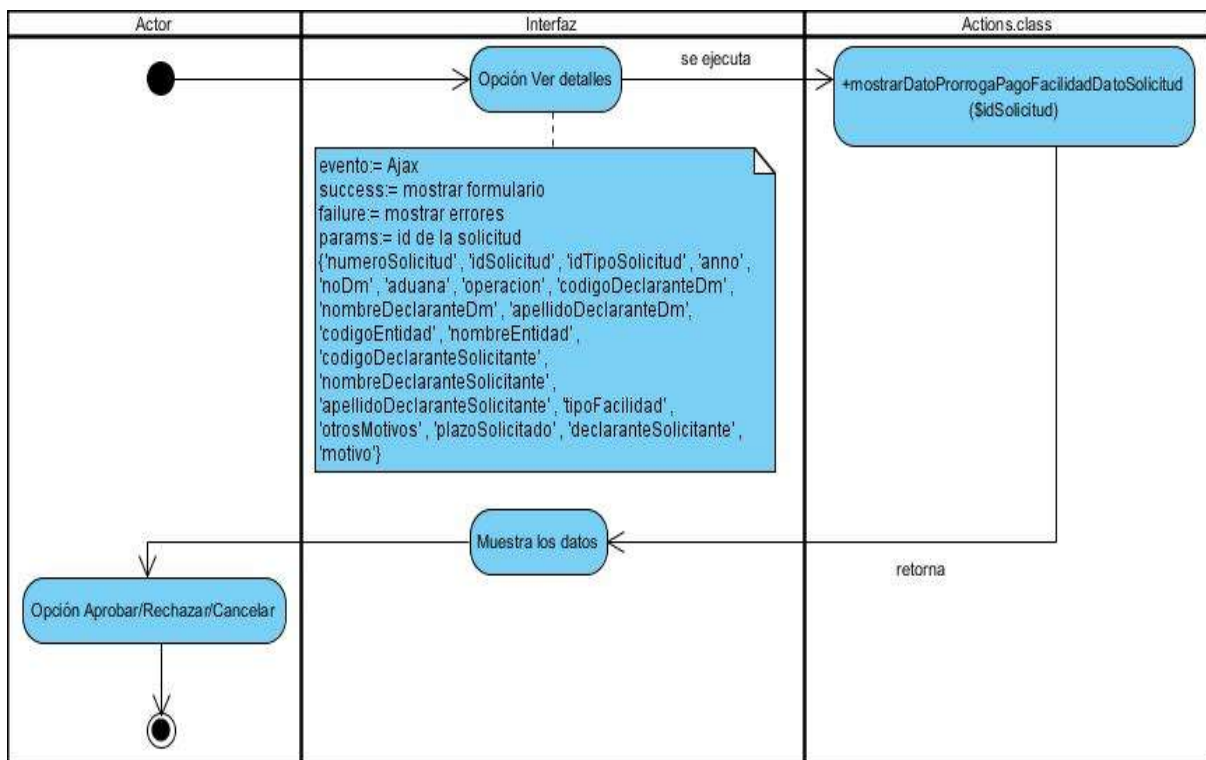 Actor
Interfaz
Actions.class
Opción Ver detalles
se ejecuta
+mostrarDatoProrrogaPagoFacilidadDatoSolicitud
($idSolicitud)
evento:= Ajax
success:= mostrar formulario
failure:= mostrar errores
params:= id de la solicitud
{'numeroSolicitud' , 'idSolicitud' , 'idTipoSolicitud' , 'anno' ,
'noDm' , 'aduana' , 'operacion' , 'codigoDeclaranteDm' ,
'nombreDeclaranteDm' , 'apellidoDeclaranteDm',
'codigoEntidad' , 'nombreEntidad' ,
'codigoDeclaranteSolicitante' ,
'nombreDeclaranteSolicitante' ,
'apellidoDeclaranteSolicitante' , 'tipoFacilidad' ,
'otrosMotivos' , 'plazoSolicitado' , 'declaranteSolicitante' ,
'motivo'}
Muestra los datos
retorna
Opción Aprobar/Rechazar/Cancelar